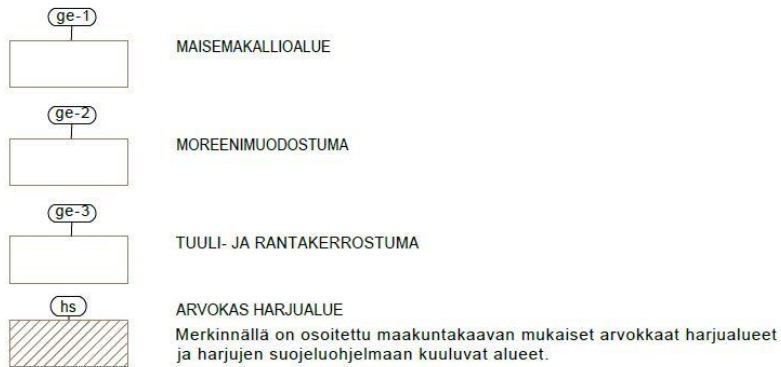 ge-1
MAISEMAKALLIOALUE
ge-2
MOREENIMUODOSTUMA
ge-3
TUULI- JA RANTAKERROSTUMA
hs
ARVOKAS HARJUALUE
Merkinnällä on osoitettu maakuntakaavan mukaiset arvokkaat harjualueet
ja harjujen suojeluohjelmaan kuuluvat alueet.